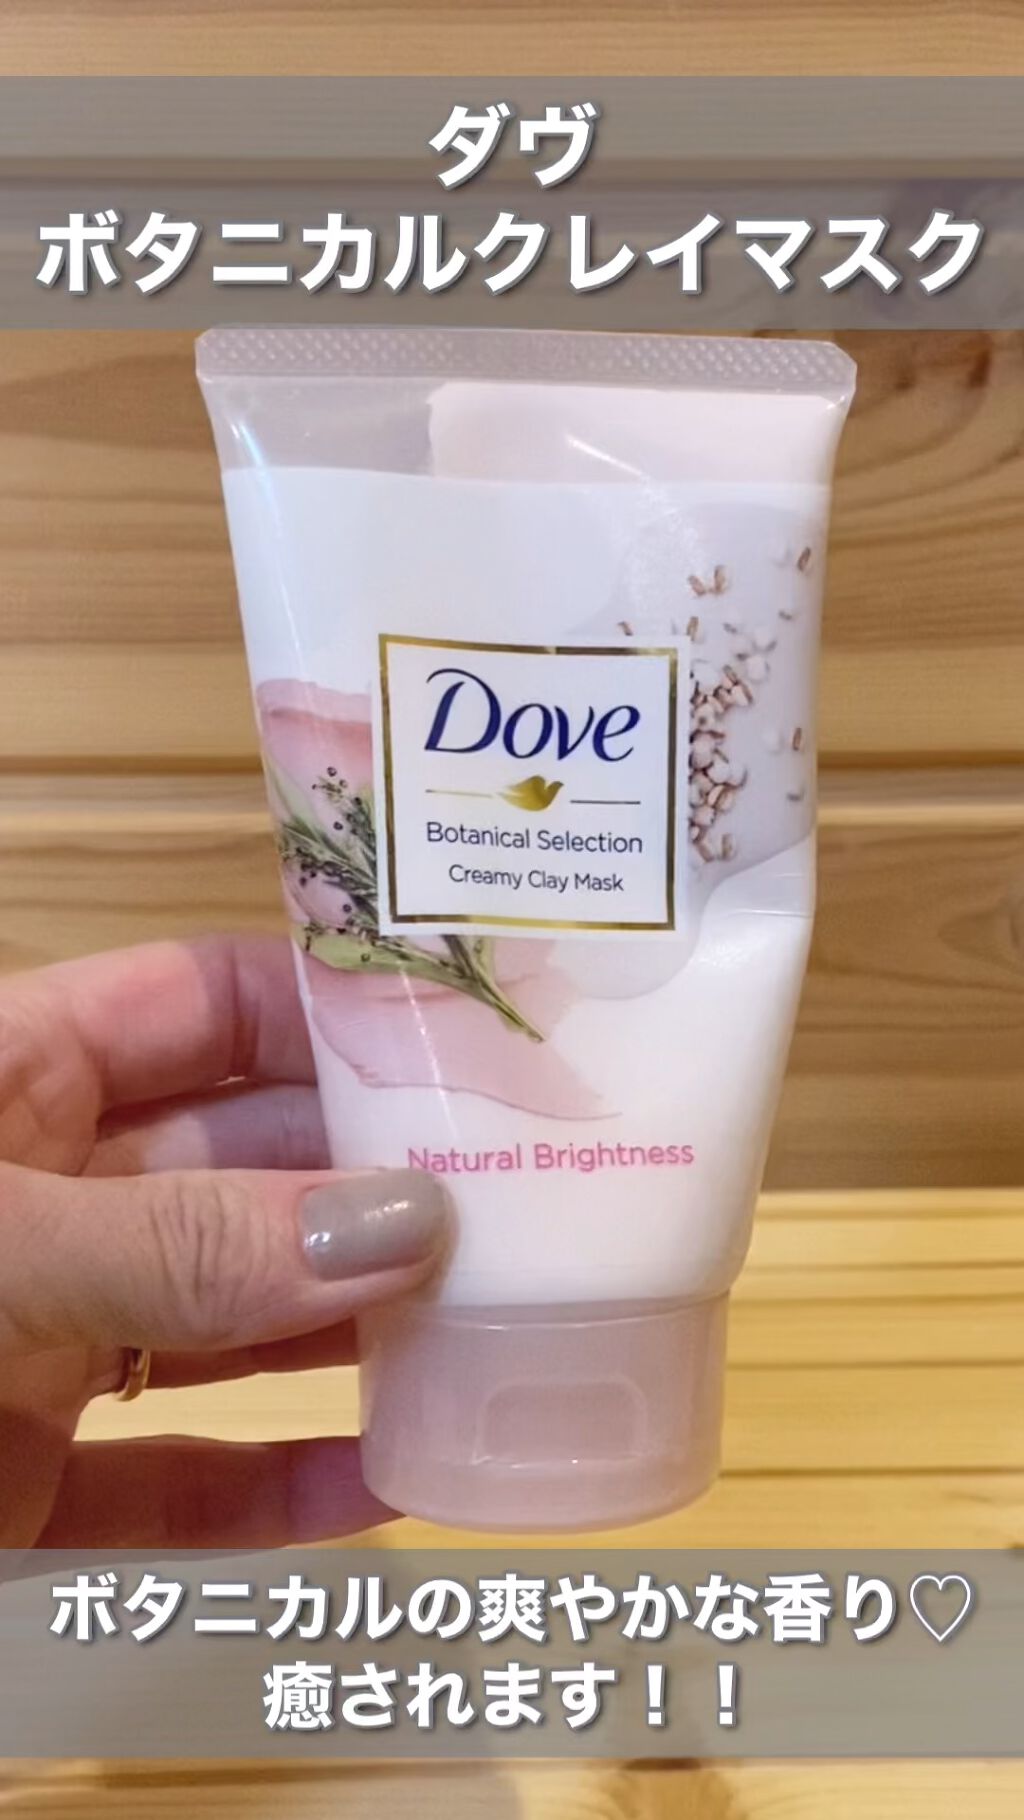 ダヴ
ボタニカルクレイマスク
Dove
Botanical Selection
Creamy Clay Mask
Natural Brightness
ボタニカルの爽やかな香り♡
癒されます！！